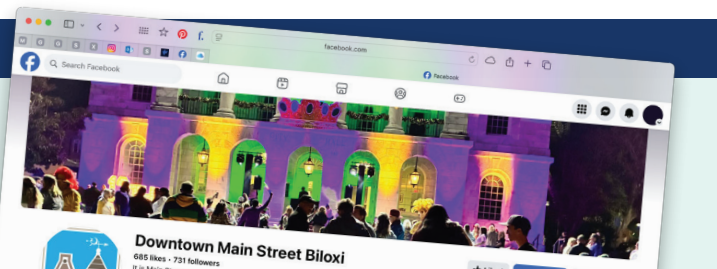 facebook.com
Facebook
Search Facebook
Downtown Main Street Biloxi
685 likes • 731 followers